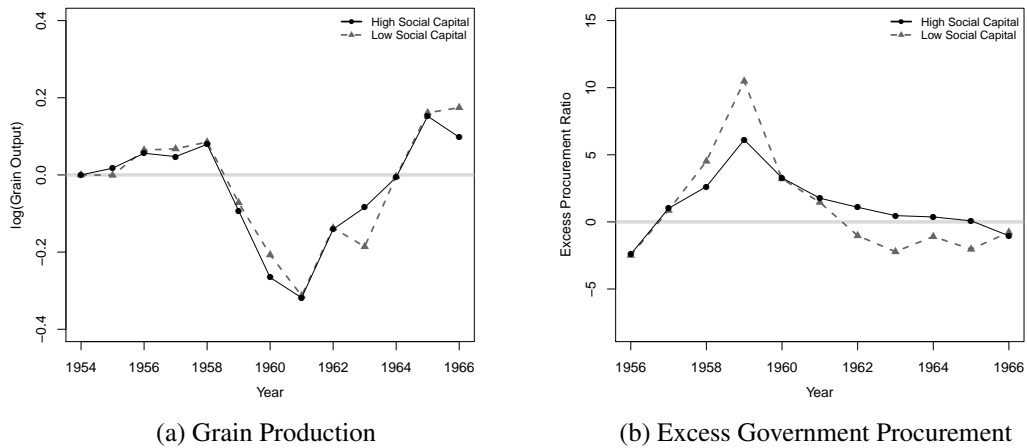 High Social Capital
Low Social Capital
log(Grain Output)
0.4
0.2
0.0
−0.2
−0.4
1954 1956 1958 1960 1962 1964 1966
Year
(a) Grain Production
High Social Capital
Low Social Capital
Excess Procurement Ratio
15
10
5
0
−5
1956 1958 1960 1962 1964 1966
Year
(b) Excess Government Procurement